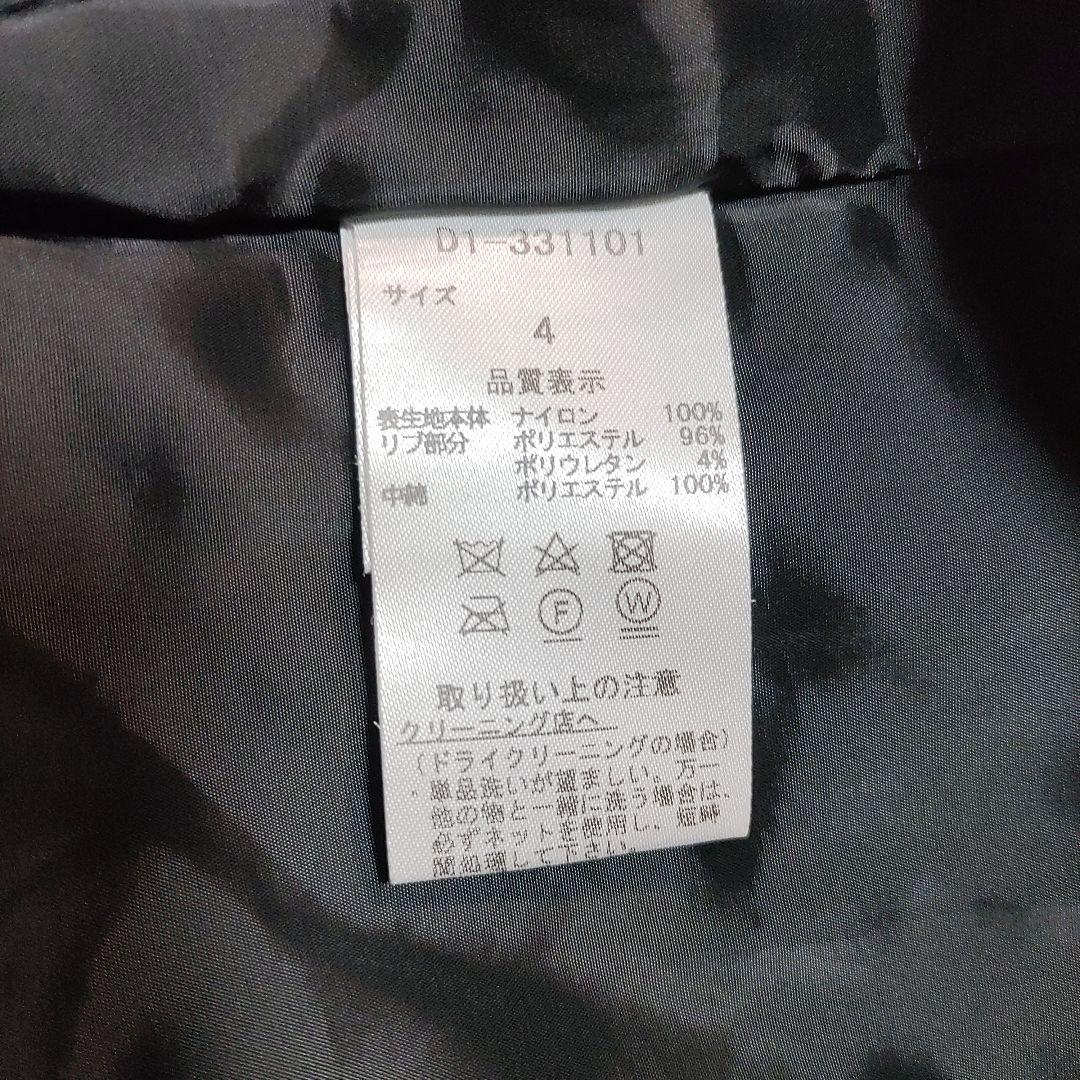 D1-331101
サイズ
4
品質表示
表生地本体 ナイロン 100%
リブ部分 ポリエステル 96%
ポリウレタン 4%
中綿 ポリエステル 100%
F W
取り扱い上の注意
クリーニング店へ
(ドライクリーニングの場合)
・単品洗いが望ましい。万一
他の物と一緒に洗う場合は、
必ずネットを使用し、短時
間処理して下さい。